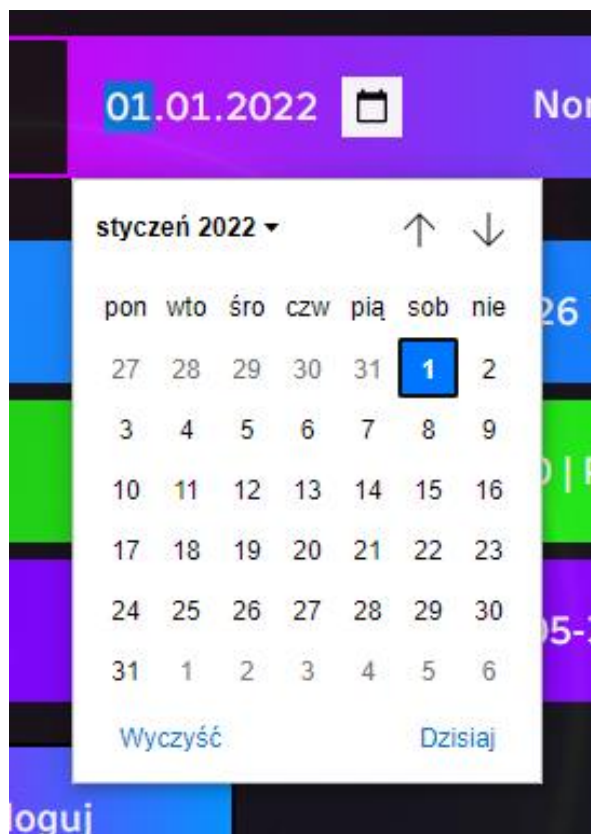 01.01.2022
styczeń 2022
pon wto śro czw pią sob nie
27 28 29 30 31 1 2
3 4 5 6 7 8 9
10 11 12 13 14 15 16
17 18 19 20 21 22 23
24 25 26 27 28 29 30
31 1 2 3 4 5 6
Wyczyść Dzisiaj